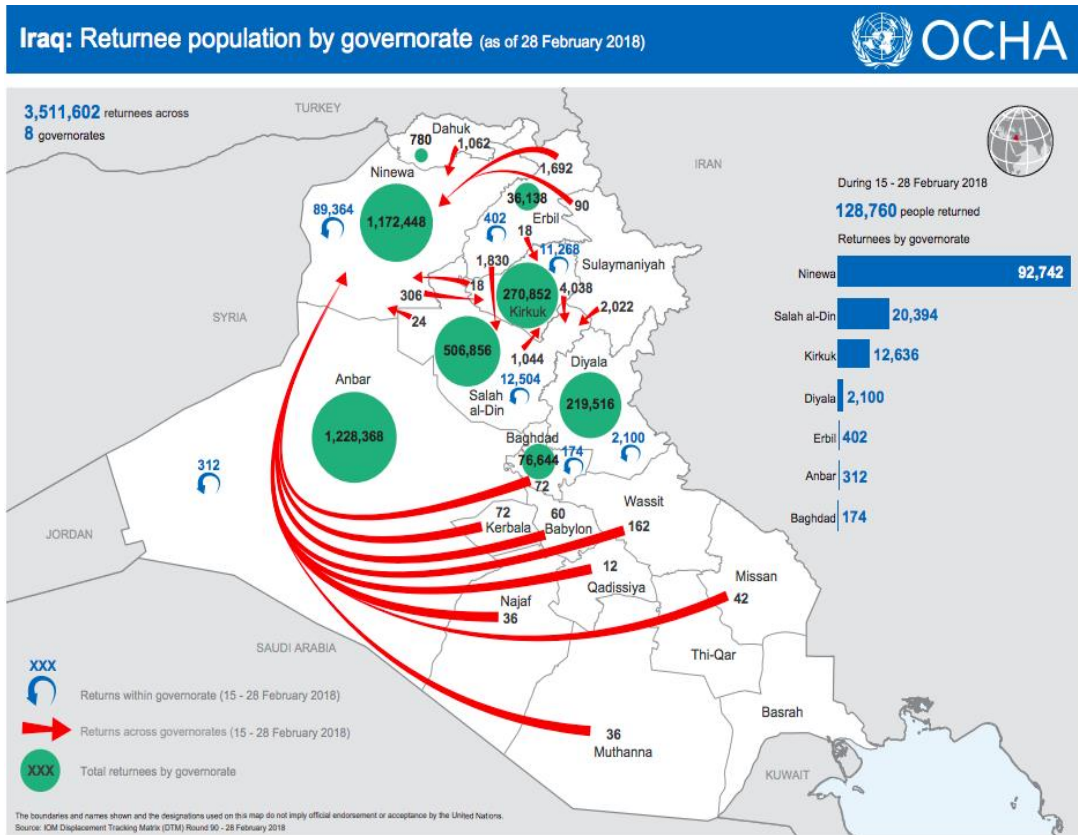 Iraq: Returnee population by governorate (as of 28 February 2018)
OCHA
3,511,602 returnees across
8 governorates
TURKEY
IRAN
SYRIA
JORDAN
SAUDI ARABIA
KUWAIT
Dahuk
780
1,062
Ninewa
1,692
89,364
1,172,448
36,138
90
Erbil
402
18
11,268
Sulaymaniyah
1,830
18
306
270,852
Kirkuk
4,038
2,022
24
506,856
1,044
Diyala
Anbar
12,504
Salah
al-Din
219,516
1,228,368
Baghdad
76,644
174
2,100
312
72
Wassit
72
Kerbala
60
Babylon
162
12
Qadissiya
Missan
42
Najaf
36
Thi-Qar
Basrah
36
Muthanna
During 15 - 28 February 2018
128,760 people returned
Returnees by governorate
Ninewa 92,742
Salah al-Din 20,394
Kirkuk 12,636
Diyala 2,100
Erbil 402
Anbar 312
Baghdad 174
XXX
Returns within governorate (15 - 28 February 2018)
Returns across governorates (15 - 28 February 2018)
XXX Total returnees by governorate
The boundaries and names shown and the designations used on this map do not imply official endorsement or acceptance by the United Nations.
Source: IOM Displacement Tracking Matrix (DTM) Round 90 - 28 February 2018